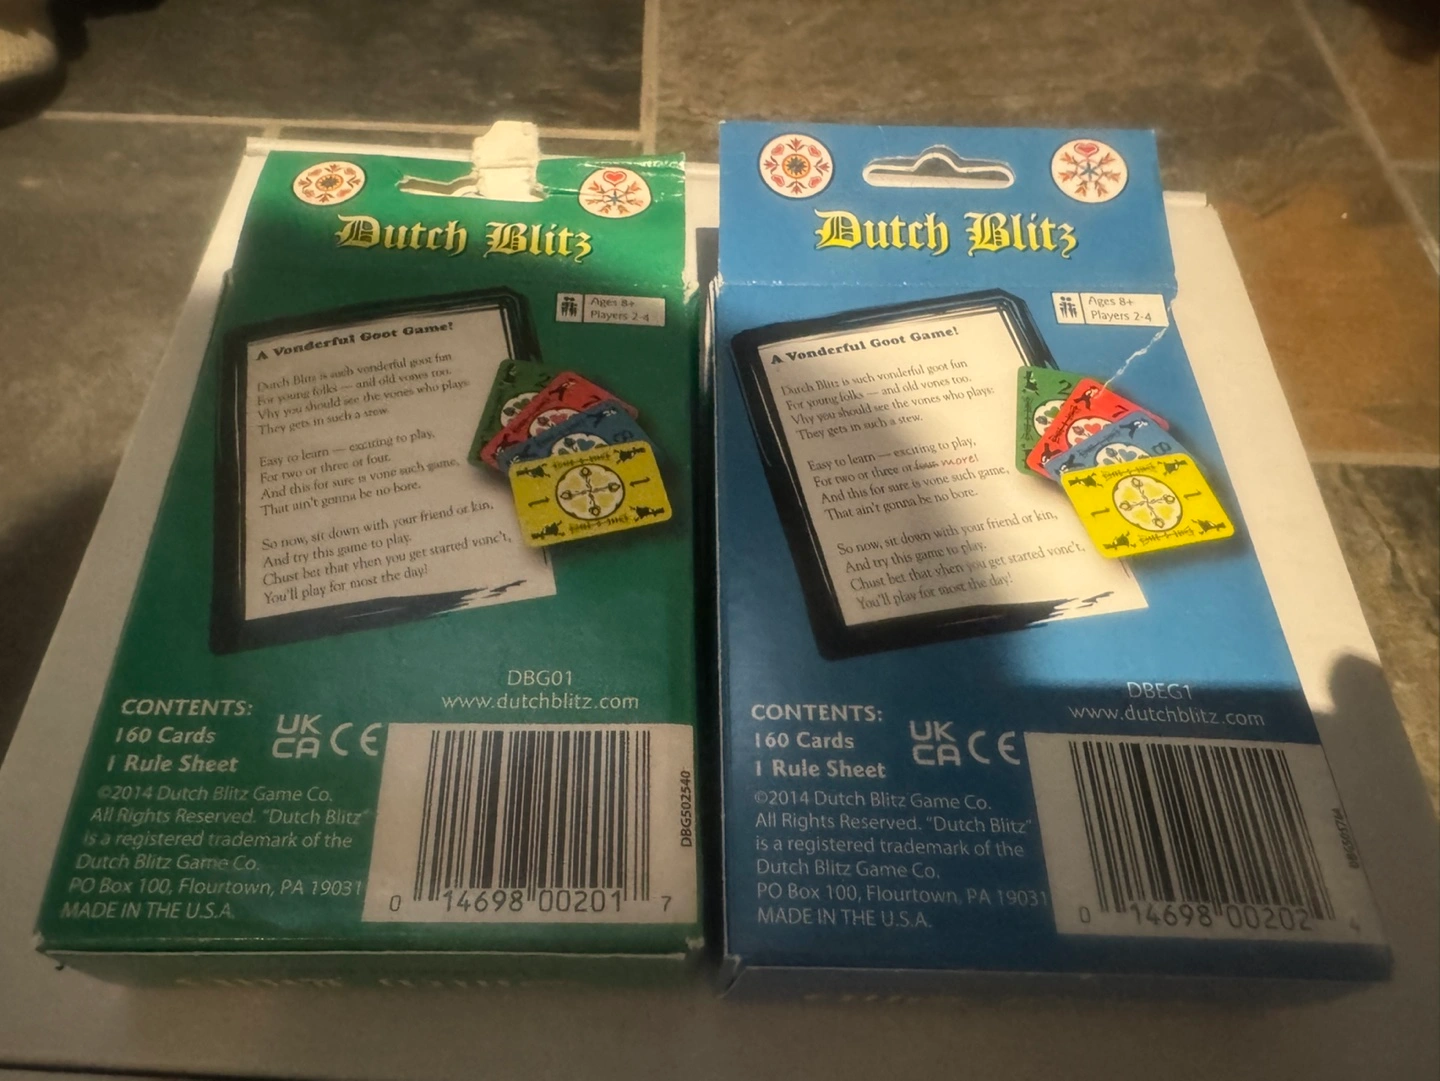 Dutch Blitz
Ages 8+
Players 2-4
A Vonderful Goot Game!
Dutch Blitz is such vonderful goot fun
For young folks — and old vones too.
Why you should see the vones who plays:
They gets in such a stew.
Easy to learn — exciting to play,
For two or three or four.
And this for sure is vone such game,
That ain't gonna be no bore.
So now, sit down with your friend or kin,
And try this game to play.
Chust bet that vhen you get started vonc't,
You'll play for most the day!
2
1
1
DBG01
www.dutchblitz.com
CONTENTS:
160 Cards
1 Rule Sheet
UK
CA CE
©2014 Dutch Blitz Game Co.
All Rights Reserved. "Dutch Blitz"
is a registered trademark of the
Dutch Blitz Game Co.
PO Box 100, Flourtown, PA 19031
MADE IN THE U.S.A.
DBG502540
0 14698 00201 7
Dutch Blitz
Ages 8+
Players 2-4
A Vonderful Goot Game!
Dutch Blitz is such vonderful goot fun
For young folks — and old vones too.
Why you should see the vones who plays:
They gets in such a stew.
Easy to learn — exciting to play,
For two or three or four more!
And this for sure is vone such game,
That ain't gonna be no bore.
So now, sit down with your friend or kin,
And try this game to play.
Chust bet that vhen you get started vonc't,
You'll play for most the day!
2
7
8
1
1
DBEG1
www.dutchblitz.com
CONTENTS:
160 Cards
1 Rule Sheet
UK
CA CE
©2014 Dutch Blitz Game Co.
All Rights Reserved. "Dutch Blitz"
is a registered trademark of the
Dutch Blitz Game Co.
PO Box 100, Flourtown, PA 19031
MADE IN THE U.S.A.
0 14698 00202 4